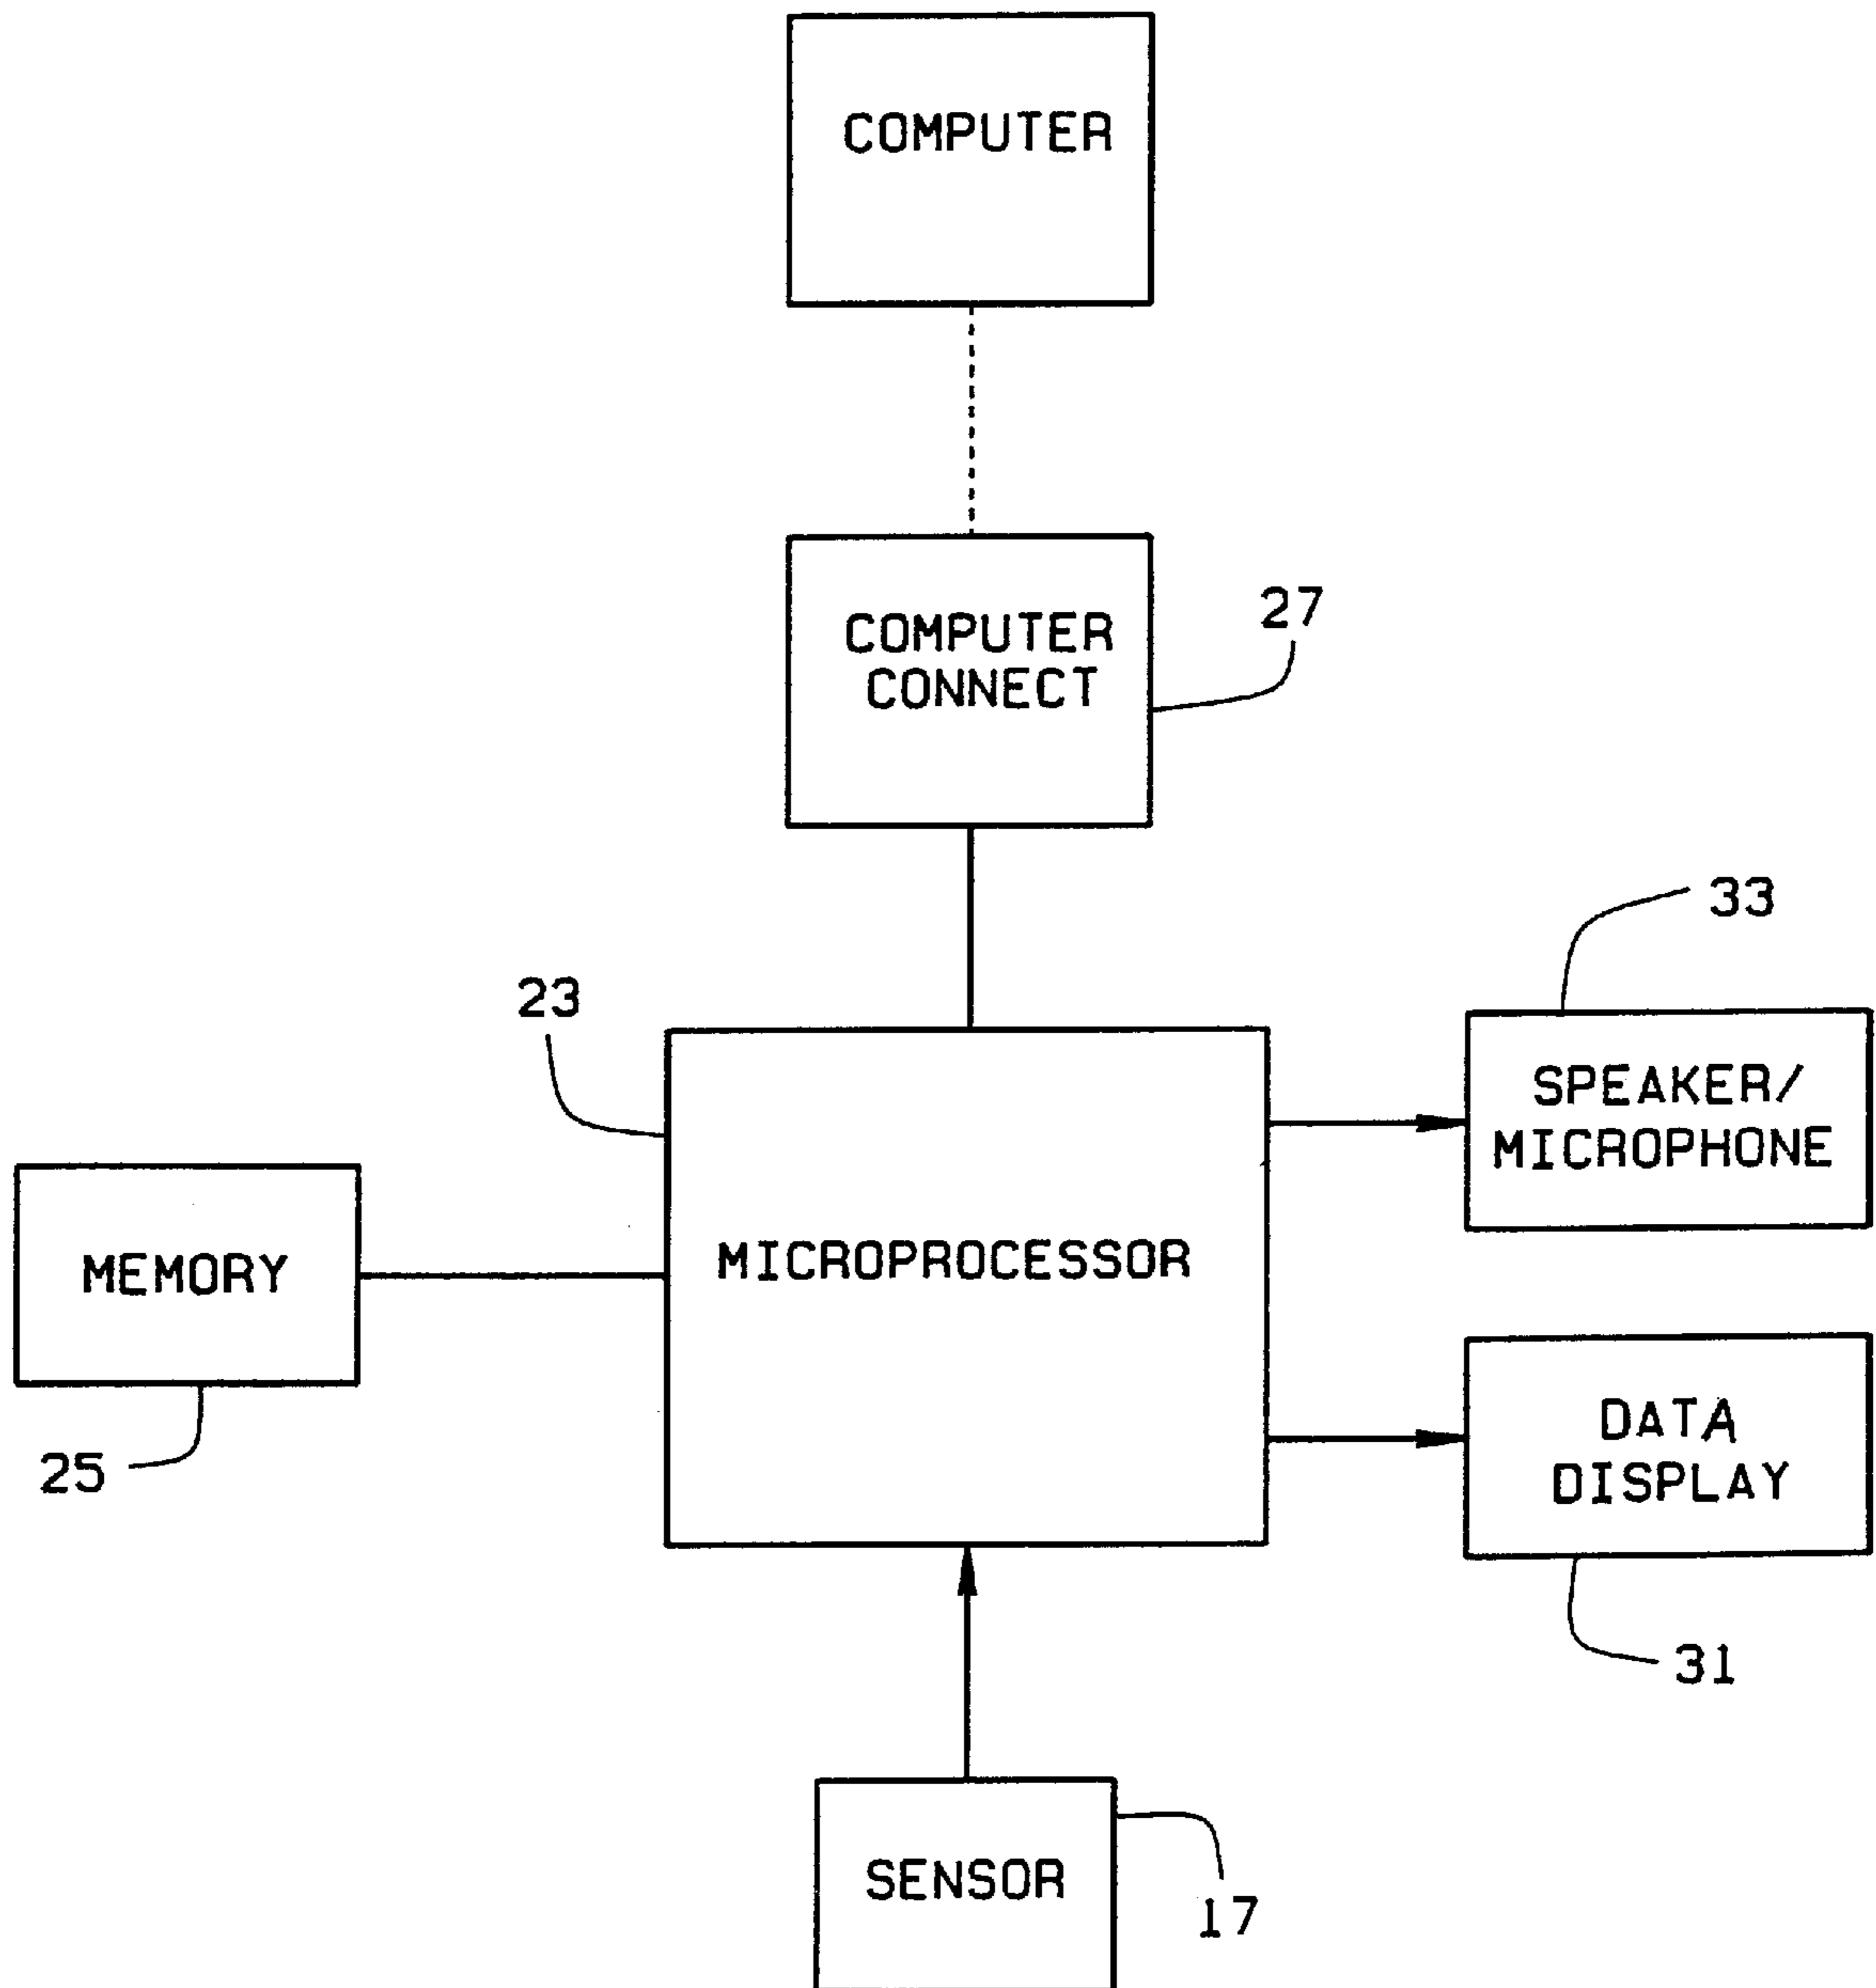 COMPUTER
COMPUTER
CONNECT
27
33
23
SPEAKER/
MICROPHONE
MEMORY
MICROPROCESSOR
25
DATA
DISPLAY
31
SENSOR
17